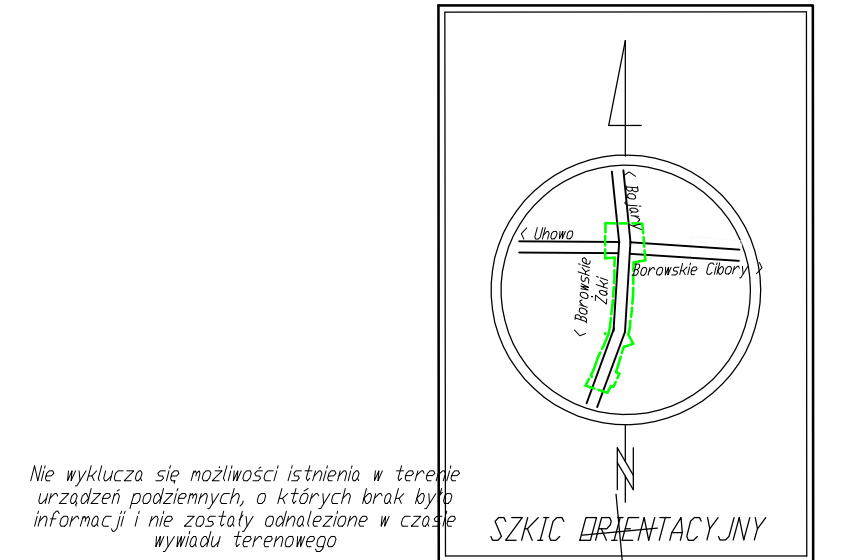 < Bojary
< Uhowo
Borowskie Cibory >
< Borowskie
Żaki
N
Nie wyklucza się możliwości istnienia w terenie
urządzeń podziemnych, o których brak było
informacji i nie zostały odnalezione w czasie
wywiadu terenowego
SZKIC ORIENTACYJNY